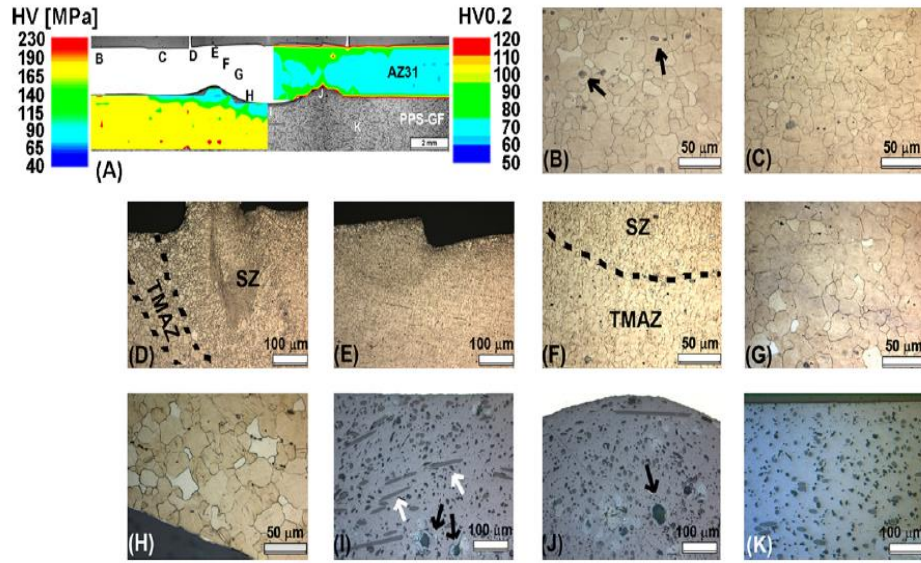 HV [MPa]
230
210
190
165
140
115
90
65
40
B
C
D
E
F
G
H
J
K
AZ31
PPS-GF
2 mm
(A)
HV0.2
120
110
100
90
80
70
60
50
(B)
50 µm
(C)
50 µm
TMAZ
SZ
(D)
100 µm
(E)
100 µm
SZ
TMAZ
(F)
50 µm
(G)
50 µm
(H)
50 µm
(I)
100 µm
(J)
100 µm
(K)
100 µm